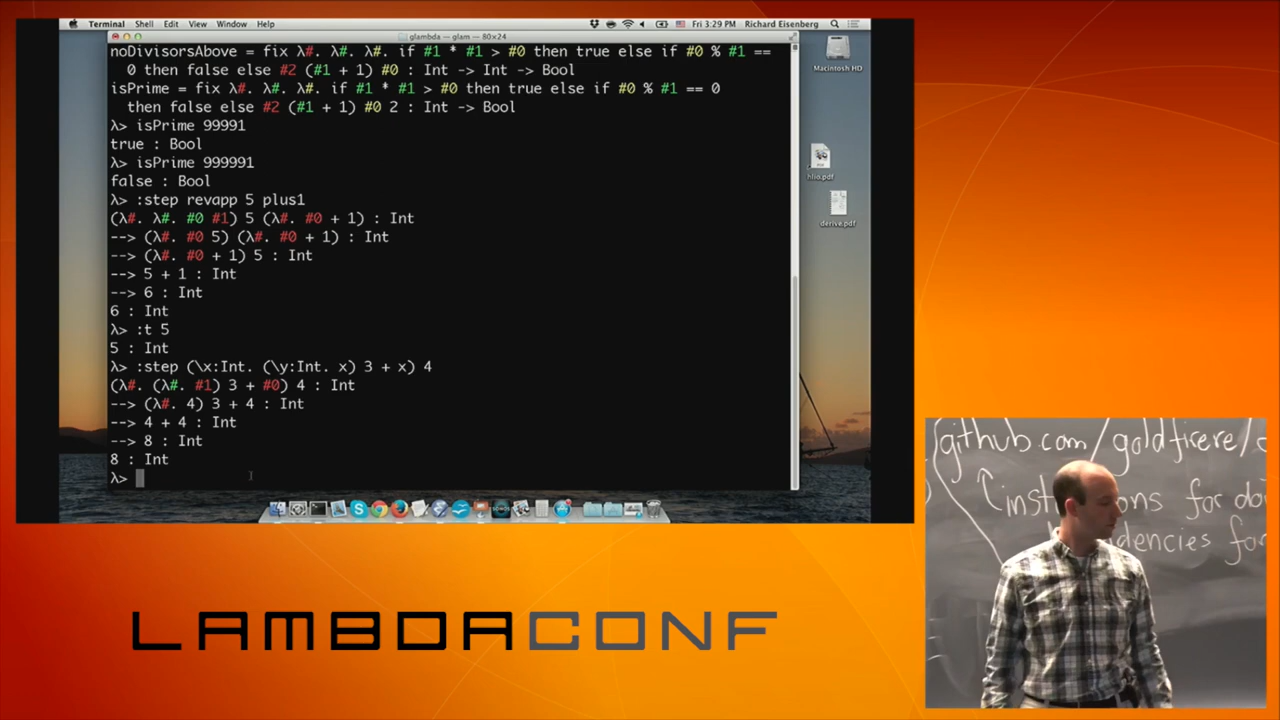 Terminal Shell Edit View Window Help Fri 3:29 PM Richard Eisenberg
glambda — glam — 80×24
noDivisorsAbove = fix λ#. λ#. λ#. if #1 * #1 > #0 then true else if #0 % #1 ==
0 then false else #2 (#1 + 1) #0 : Int -> Int -> Bool
isPrime = fix λ#. λ#. λ#. if #1 * #1 > #0 then true else if #0 % #1 == 0
then false else #2 (#1 + 1) #0 2 : Int -> Bool
λ> isPrime 99991
true : Bool
λ> isPrime 999991
false : Bool
λ> :step revapp 5 plus1
(λ#. λ#. #0 #1) 5 (λ#. #0 + 1) : Int
--> (λ#. #0 5) (λ#. #0 + 1) : Int
--> (λ#. #0 + 1) 5 : Int
--> 5 + 1 : Int
--> 6 : Int
6 : Int
λ> :t 5
5 : Int
λ> :step (\x:Int. (\y:Int. x) 3 + x) 4
(λ#. (λ#. #1) 3 + #0) 4 : Int
--> (λ#. 4) 3 + 4 : Int
--> 4 + 4 : Int
--> 8 : Int
8 : Int
λ>
Macintosh HD
hlio.pdf
derive.pdf
github.com/goldfirere/
for
for
LAMBDACONF